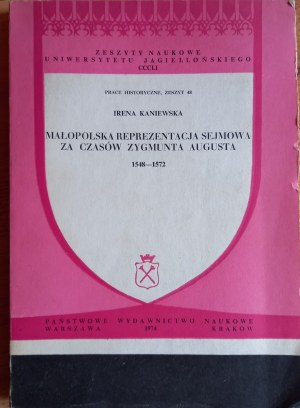 ZESZYTY NAUKOWE
UNIWERSYTETU JAGIELLOŃSKIEGO
CCCLI
PRACE HISTORYCZNE, ZESZYT 48
IRENA KANIEWSKA
MAŁOPOLSKA REPREZENTACJA SEJMOWA
ZA CZASÓW ZYGMUNTA AUGUSTA
1548—1572
PAŃSTWOWE WYDAWNICTWO NAUKOWE
WARSZAWA 1974 KRAKÓW